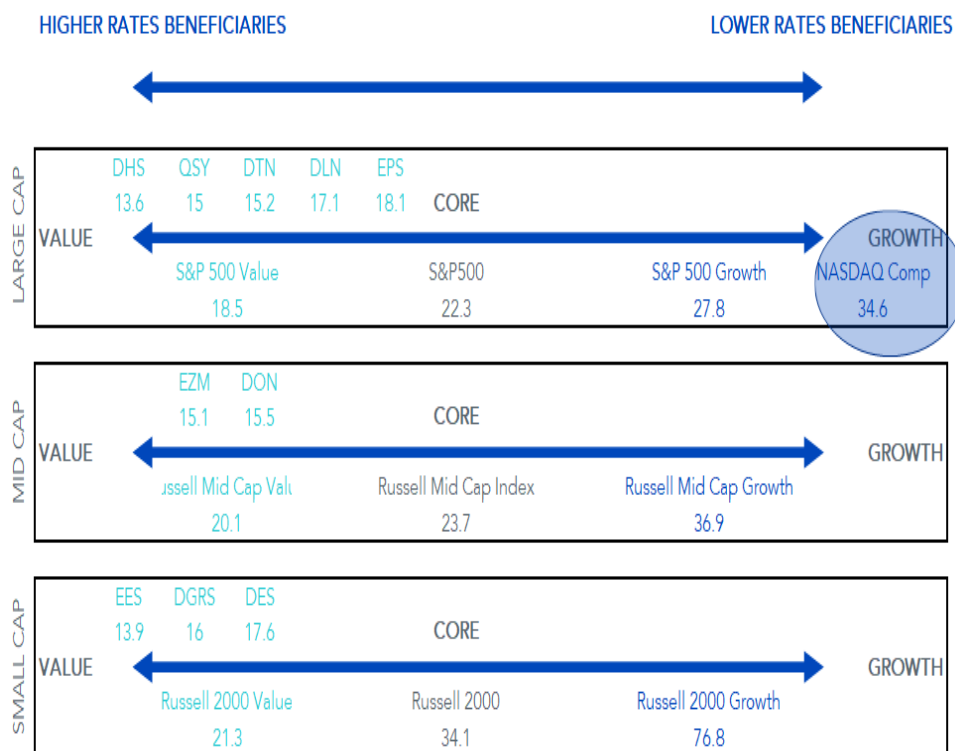 HIGHER RATES BENEFICIARIES LOWER RATES BENEFICIARIES
LARGE CAP
DHS QSY DTN DLN EPS
13.6 15 15.2 17.1 18.1 CORE
VALUE GROWTH
S&P 500 Value S&P500 S&P 500 Growth NASDAQ Comp
18.5 22.3 27.8 34.6
MID CAP
EZM DON
15.1 15.5 CORE
VALUE GROWTH
ussell Mid Cap Valu Russell Mid Cap Index Russell Mid Cap Growth
20.1 23.7 36.9
SMALL CAP
EES DGRS DES
13.9 16 17.6 CORE
VALUE GROWTH
Russell 2000 Value Russell 2000 Russell 2000 Growth
21.3 34.1 76.8